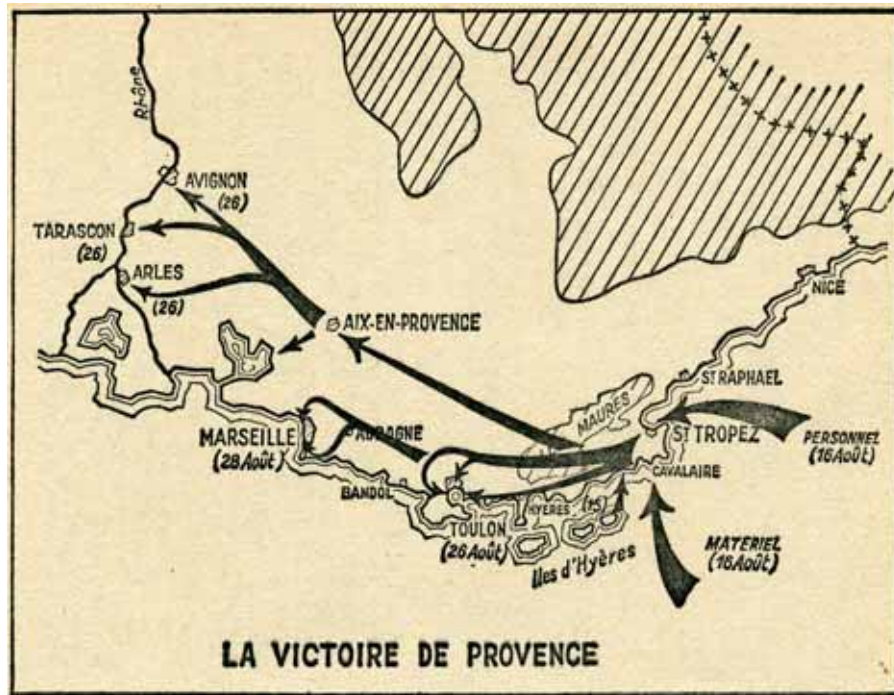 Rhône
AVIGNON
(26)
TARASCON
(26)
ARLES
(26)
AIX-EN-PROVENCE
NICE
ST RAPHAEL
MAURES
ST TROPEZ
PERSONNEL
(16 Août)
MARSEILLE
(28 Août)
AUBAGNE
CAVALAIRE
BANDOL
HYERES
(15)
TOULON
(26 Août)
Iles d'Hyères
MATERIEL
(16 Août)
LA VICTOIRE DE PROVENCE